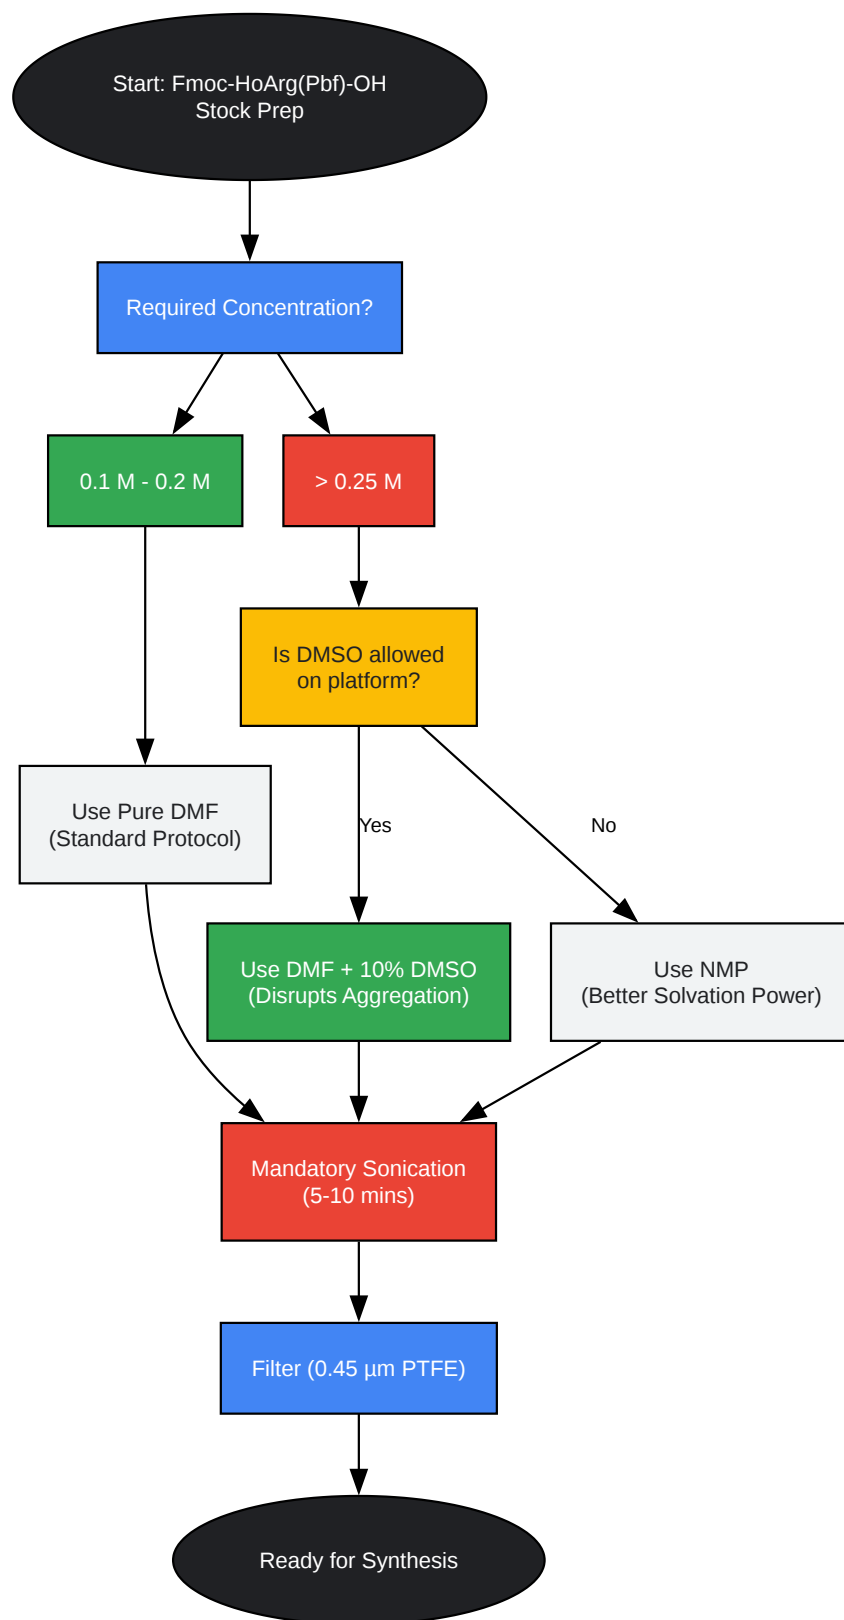 Start: Fmoc-HoArg(Pbf)-OH
Stock Prep
Required Concentration?
0.1 M - 0.2 M
> 0.25 M
Is DMSO allowed
on platform?
Use Pure DMF
(Standard Protocol)
Yes
No
Use DMF + 10% DMSO
(Disrupts Aggregation)
Use NMP
(Better Solvation Power)
Mandatory Sonication
(5-10 mins)
Filter (0.45 µm PTFE)
Ready for Synthesis